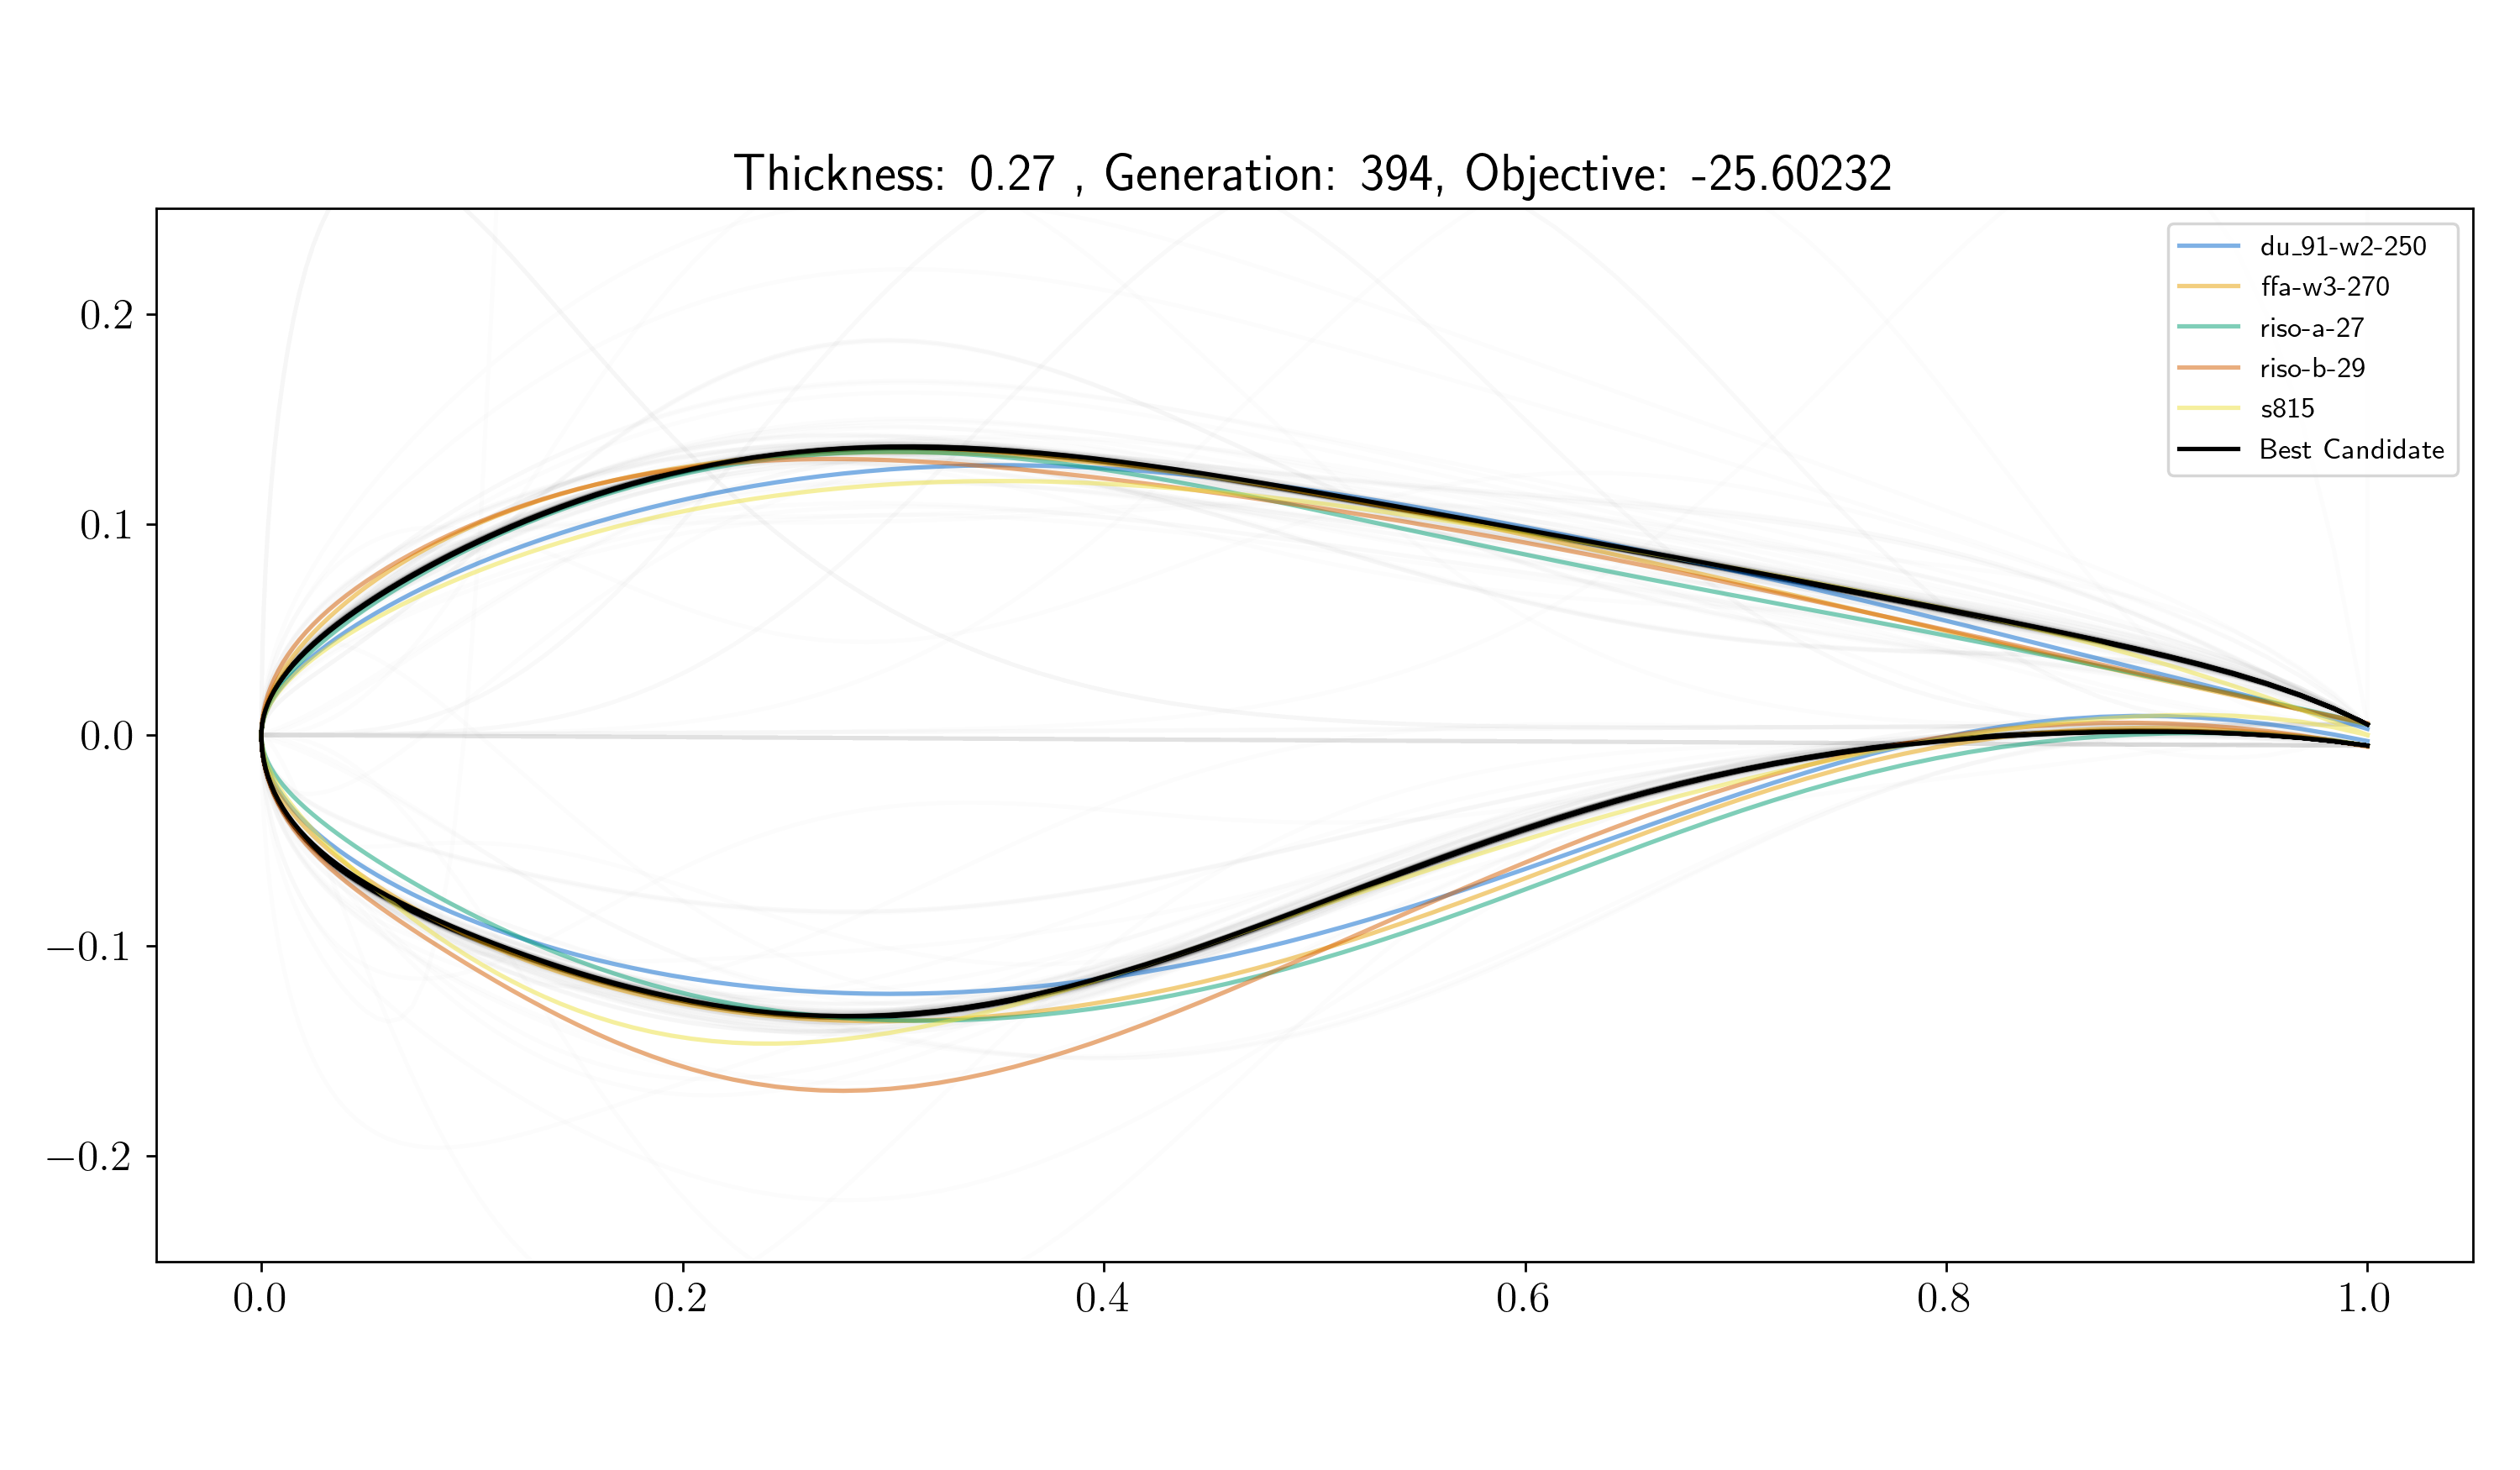 Thickness: 0.27 , Generation: 394, Objective: -25.60232
du_91-w2-250
ffa-w3-270
riso-a-27
riso-b-29
s815
Best Candidate
0.2
0.1
0.0
−0.1
−0.2
0.0 0.2 0.4 0.6 0.8 1.0